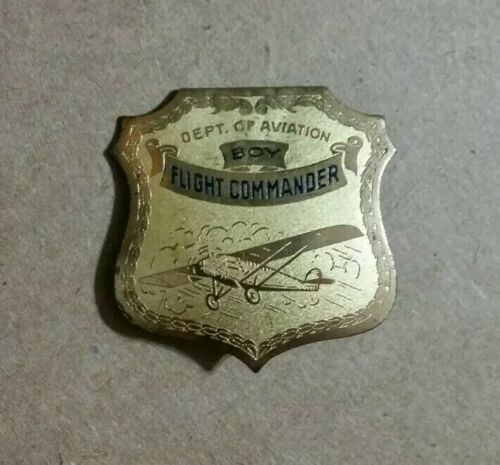 DEPT. OF AVIATION
BOY
FLIGHT COMMANDER